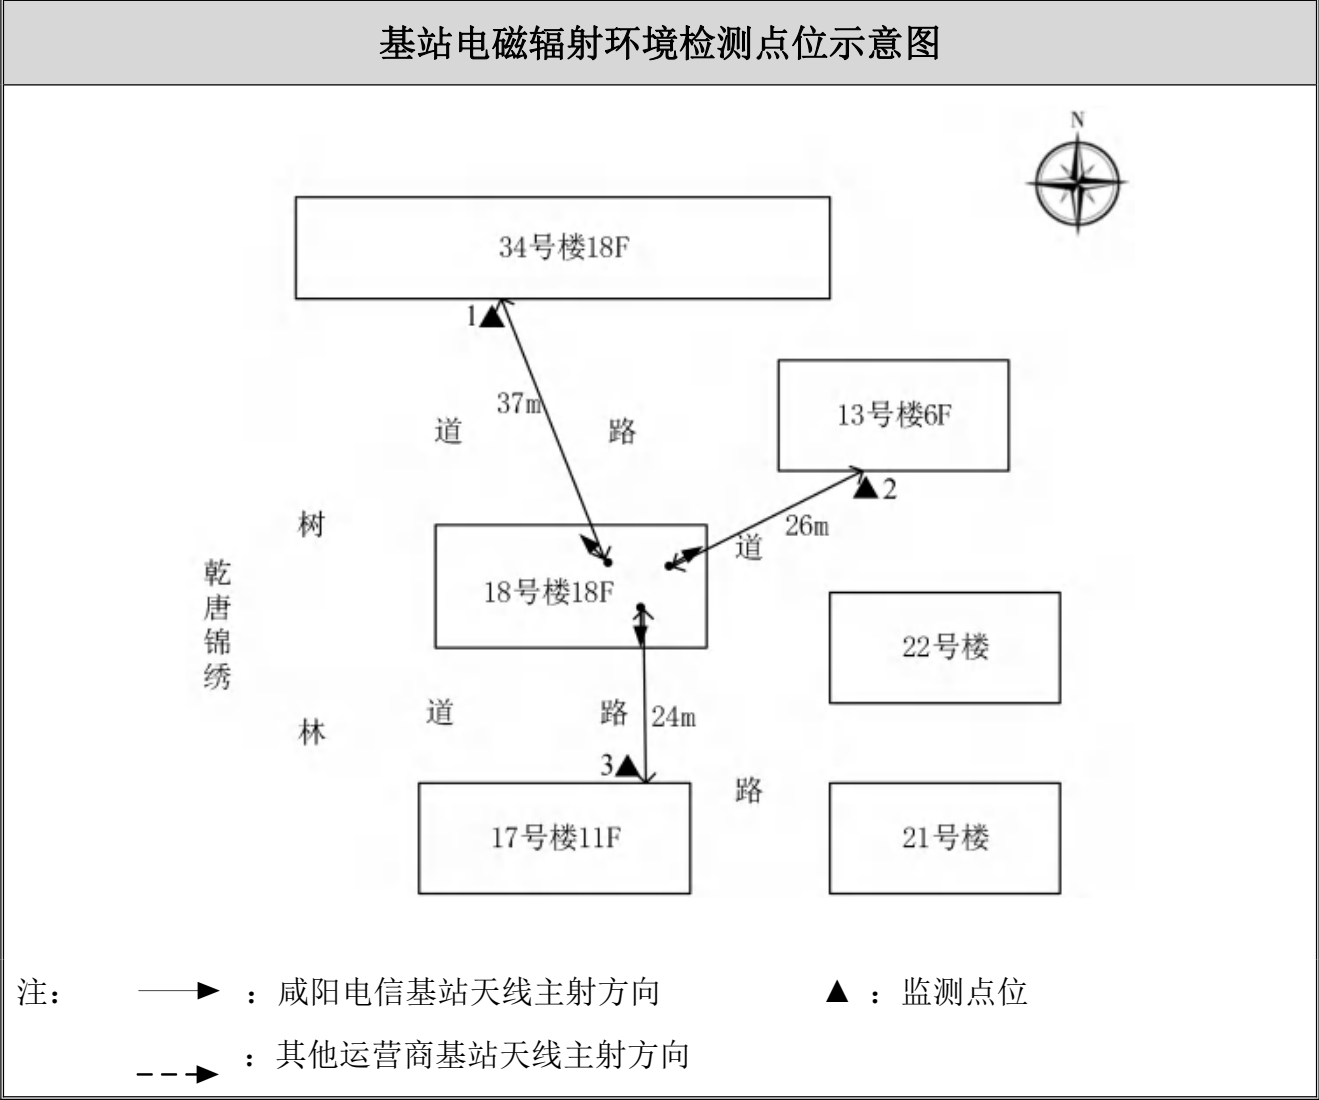 基站电磁辐射环境检测点位示意图
N
34号楼18F
1
37m
道 路
13号楼6F
2
26m
道
树
乾唐锦绣
18号楼18F
22号楼
道 路
24m
林
3
路
17号楼11F
21号楼
注： ：咸阳电信基站天线主射方向 ▲：监测点位
：其他运营商基站天线主射方向